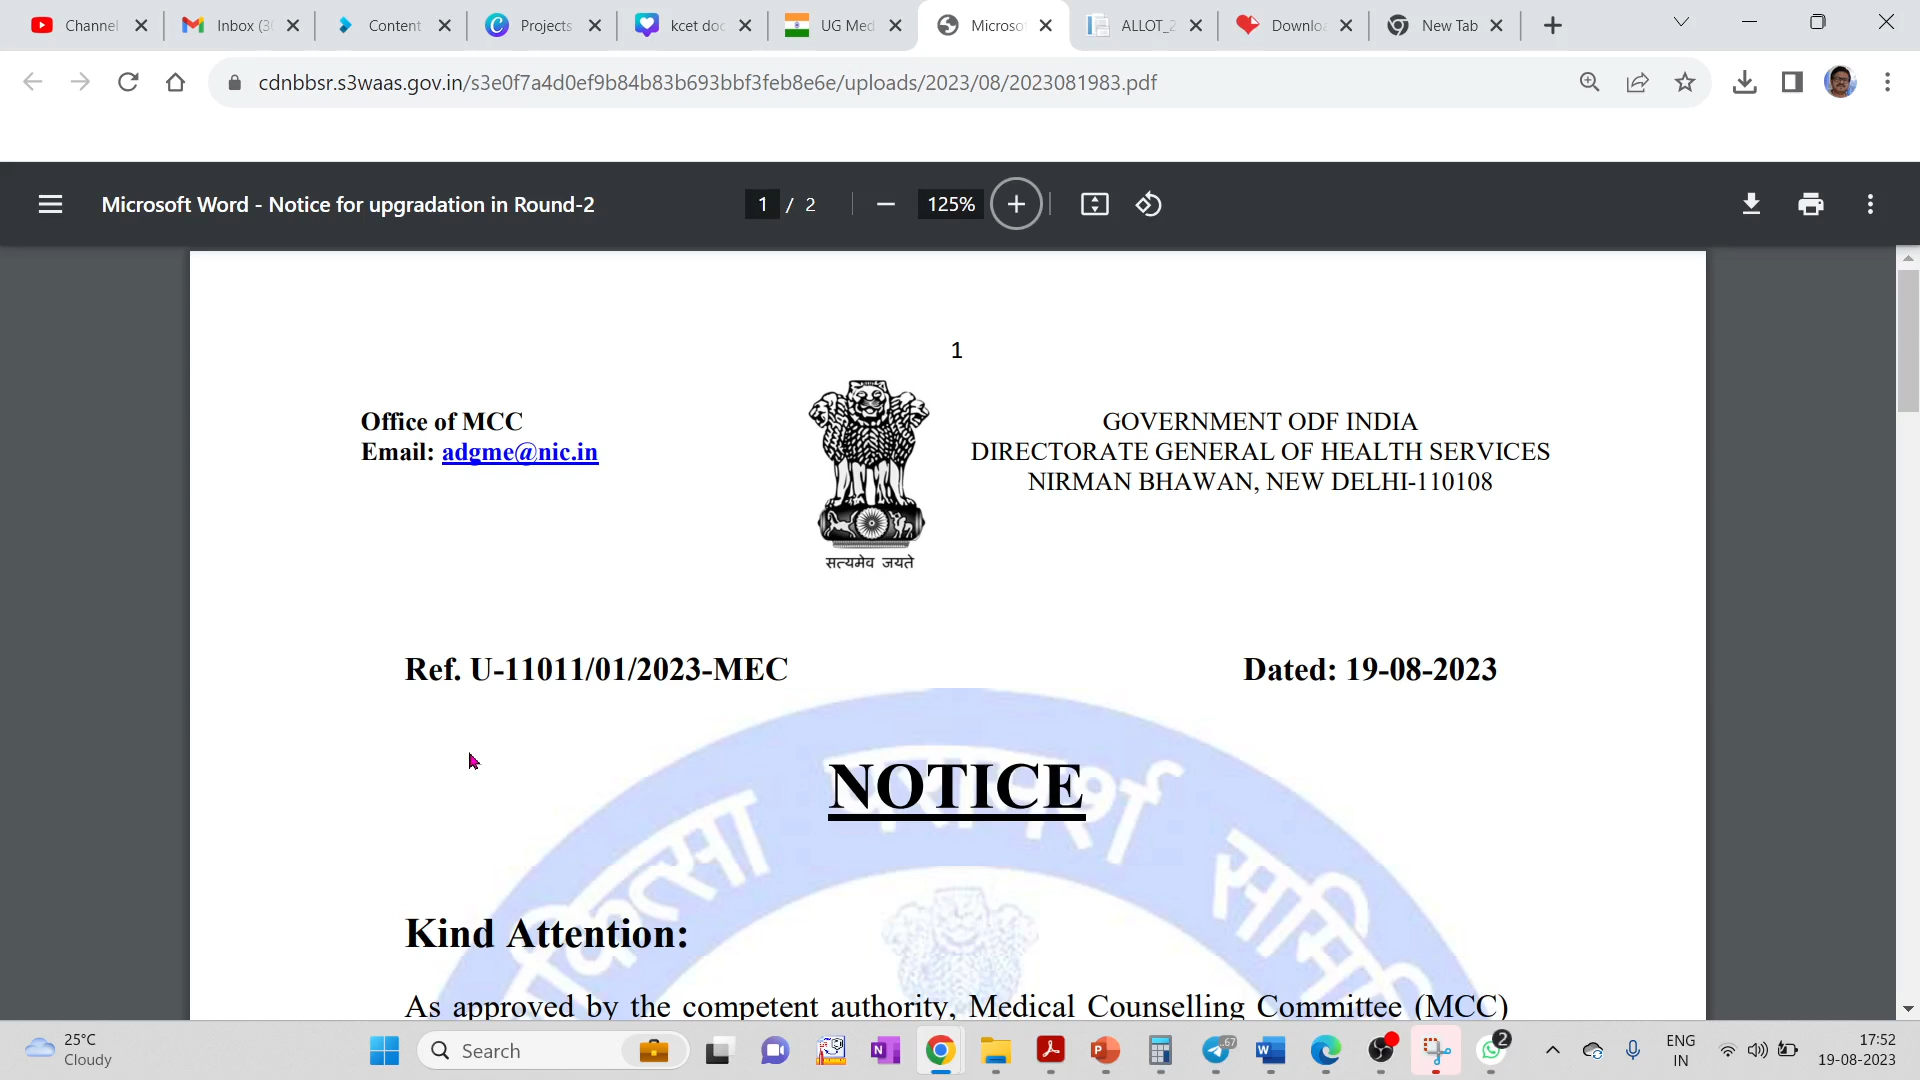 Channel
Inbox (3
Content
Projects
kcet doc
UG Med
Microso
ALLOT_2
Downlo
New Tab
cdnbbsr.s3waas.gov.in/s3e0f7a4d0ef9b84b83b693bbf3feb8e6e/uploads/2023/08/2023081983.pdf
Microsoft Word - Notice for upgradation in Round-2
1 / 2
125%
1
Office of MCC
Email: adgme@nic.in
GOVERNMENT ODF INDIA
DIRECTORATE GENERAL OF HEALTH SERVICES
NIRMAN BHAWAN, NEW DELHI-110108
सत्यमेव जयते
Ref. U-11011/01/2023-MEC
Dated: 19-08-2023
NOTICE
Kind Attention:
As approved by the competent authority, Medical Counselling Committee (MCC)
25°C
Cloudy
Search
67
2
ENG
IN
17:52
19-08-2023